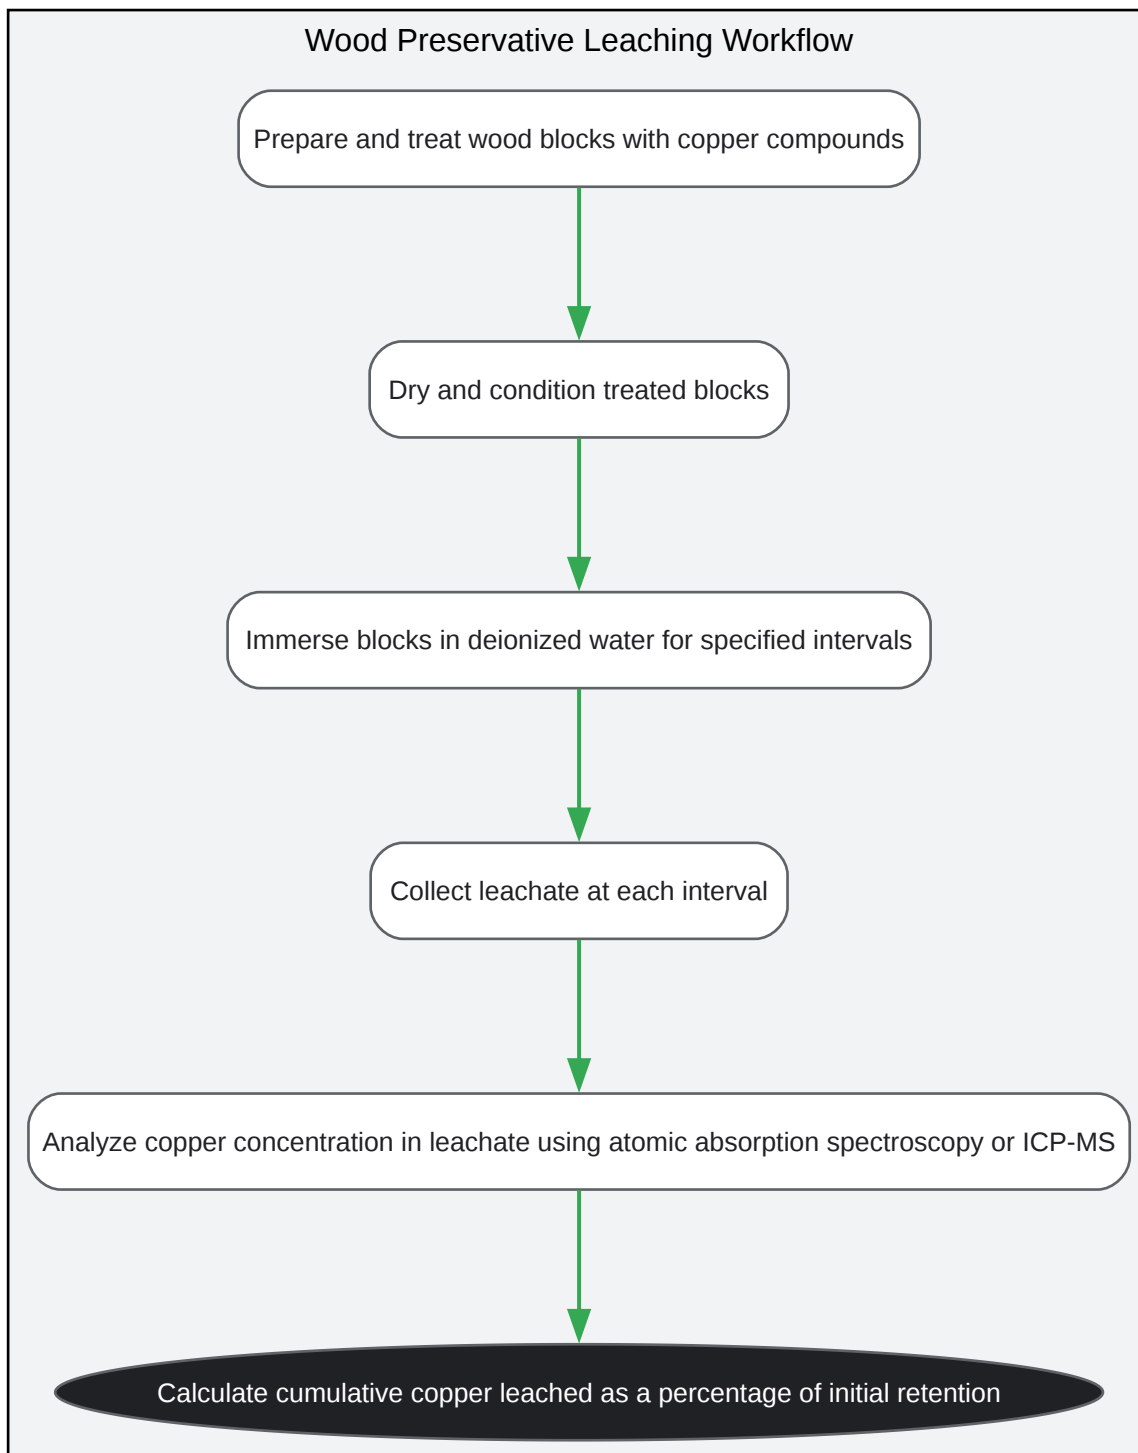 Wood Preservative Leaching Workflow
Prepare and treat wood blocks with copper compounds
Dry and condition treated blocks
Immerse blocks in deionized water for specified intervals
Collect leachate at each interval
Analyze copper concentration in leachate using atomic absorption spectroscopy or ICP-MS
Calculate cumulative copper leached as a percentage of initial retention